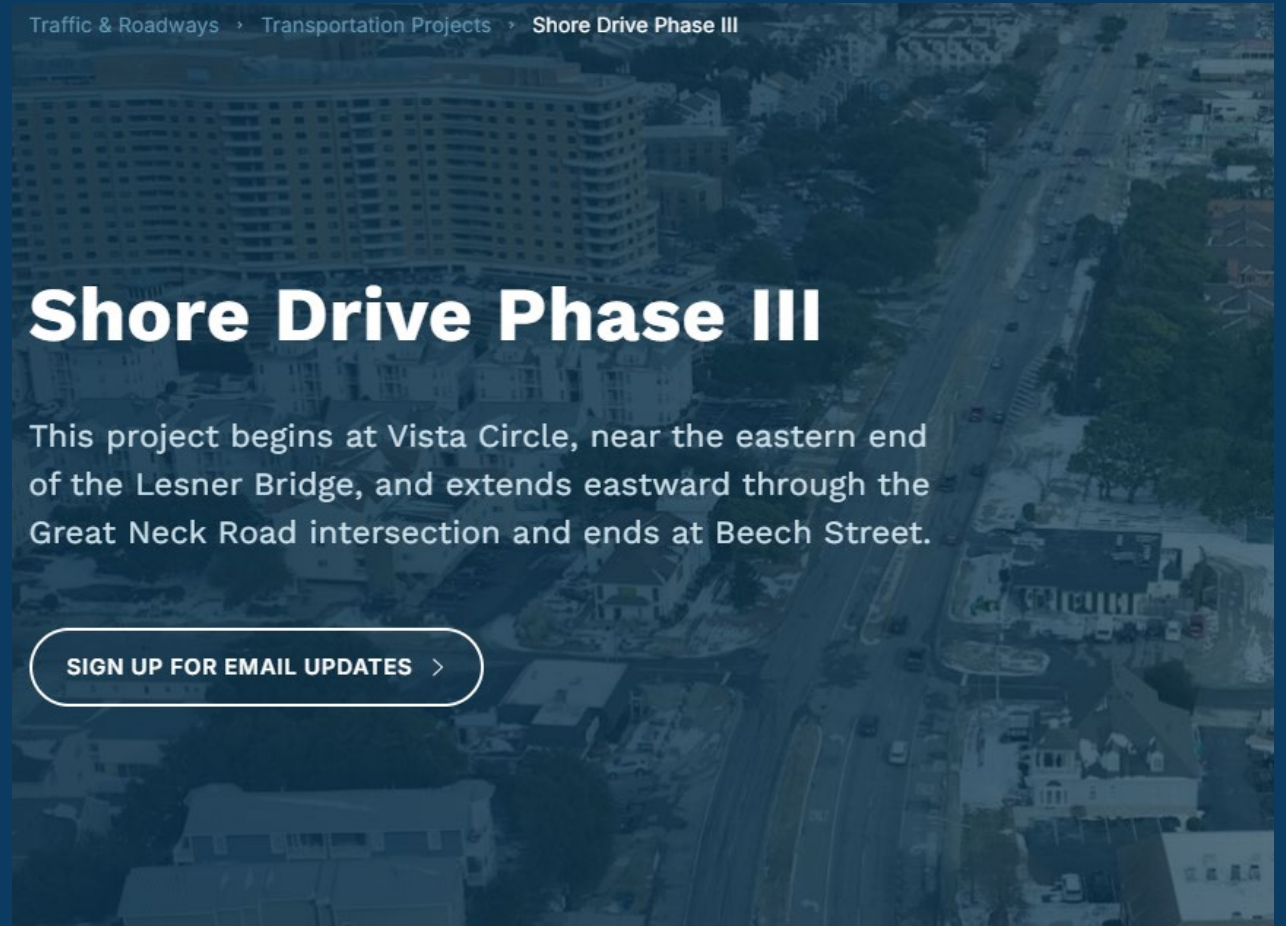 Traffic & Roadways › Transportation Projects › Shore Drive Phase III
Shore Drive Phase III
This project begins at Vista Circle, near the eastern end
of the Lesner Bridge, and extends eastward through the
Great Neck Road intersection and ends at Beech Street.
SIGN UP FOR EMAIL UPDATES >